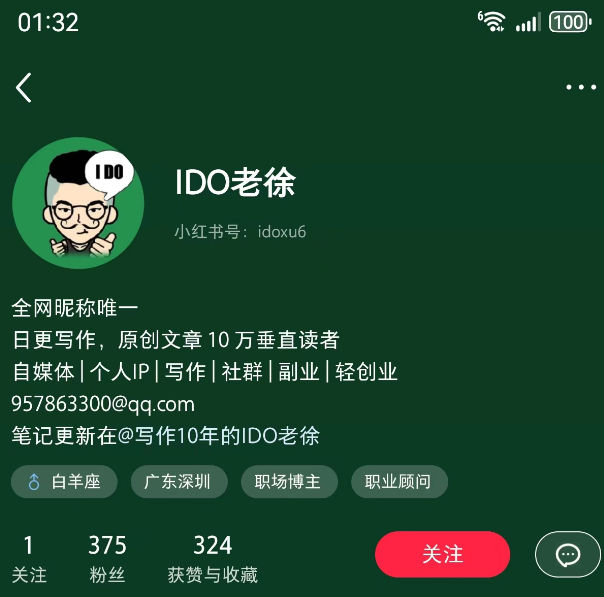 01:32
6
100
I DO
IDO老徐
小红书号：idoxu6
全网昵称唯一
日更写作，原创文章 10 万垂直读者
自媒体 | 个人IP | 写作 | 社群 | 副业 | 轻创业
957863300@qq.com
笔记更新在@写作10年的IDO老徐
白羊座 广东深圳 职场博主 职业顾问
1 375 324
关注 粉丝 获赞与收藏
关注